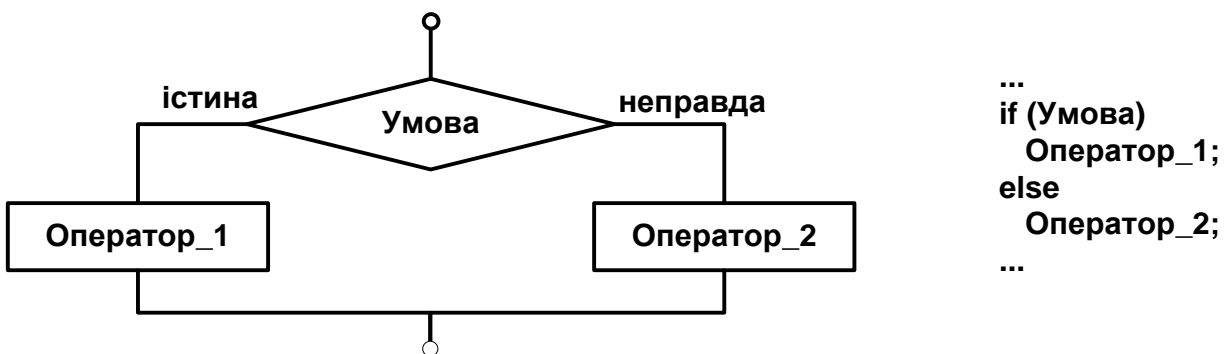 істина
Умова
неправда
Оператор_1
Оператор_2
...
if (Умова)
Оператор_1;
else
Оператор_2;
...